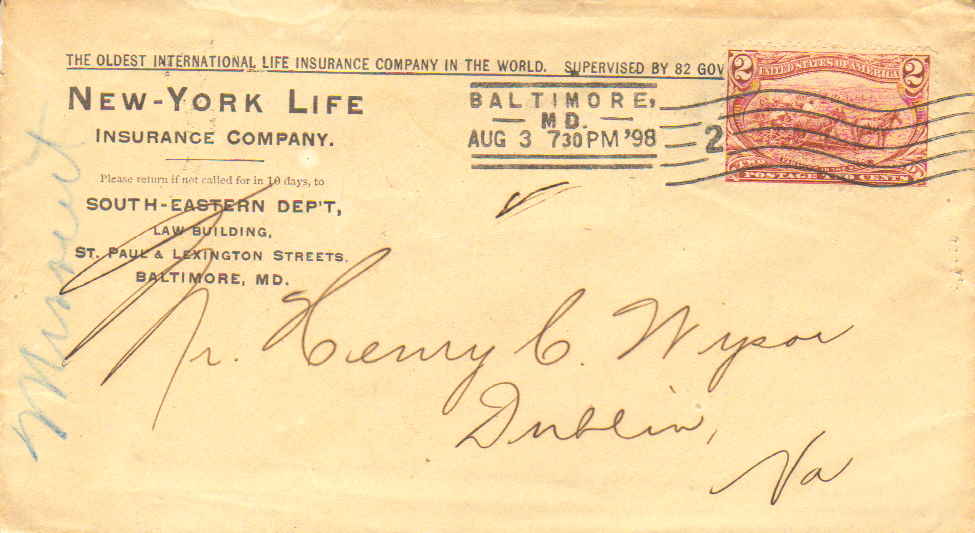 THE OLDEST INTERNATIONAL LIFE INSURANCE COMPANY IN THE WORLD. SUPERVISED BY 82 GOV
NEW-YORK LIFE
INSURANCE COMPANY.
Please return if not called for in 10 days, to
SOUTH-EASTERN DEP'T,
LAW BUILDING,
ST. PAUL & LEXINGTON STREETS,
BALTIMORE, MD.
BALTIMORE,
MD.
AUG 3 730PM '98
2
2 2
UNITED STATES OF AMERICA
POSTAGE TWO CENTS
Mr. Henry C. Wysor
Dublin,
Va